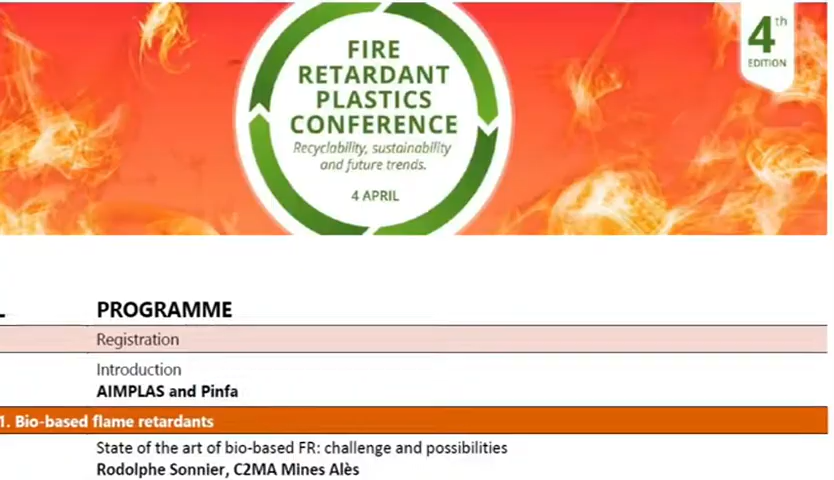 FIRE
RETARDANT
PLASTICS
CONFERENCE
Recyclability, sustainability
and future trends.
4 APRIL
4th
EDITION
PROGRAMME
Registration
Introduction
AIMPLAS and Pinfa
1. Bio-based flame retardants
State of the art of bio-based FR: challenge and possibilities
Rodolphe Sonnier, C2MA Mines Alès